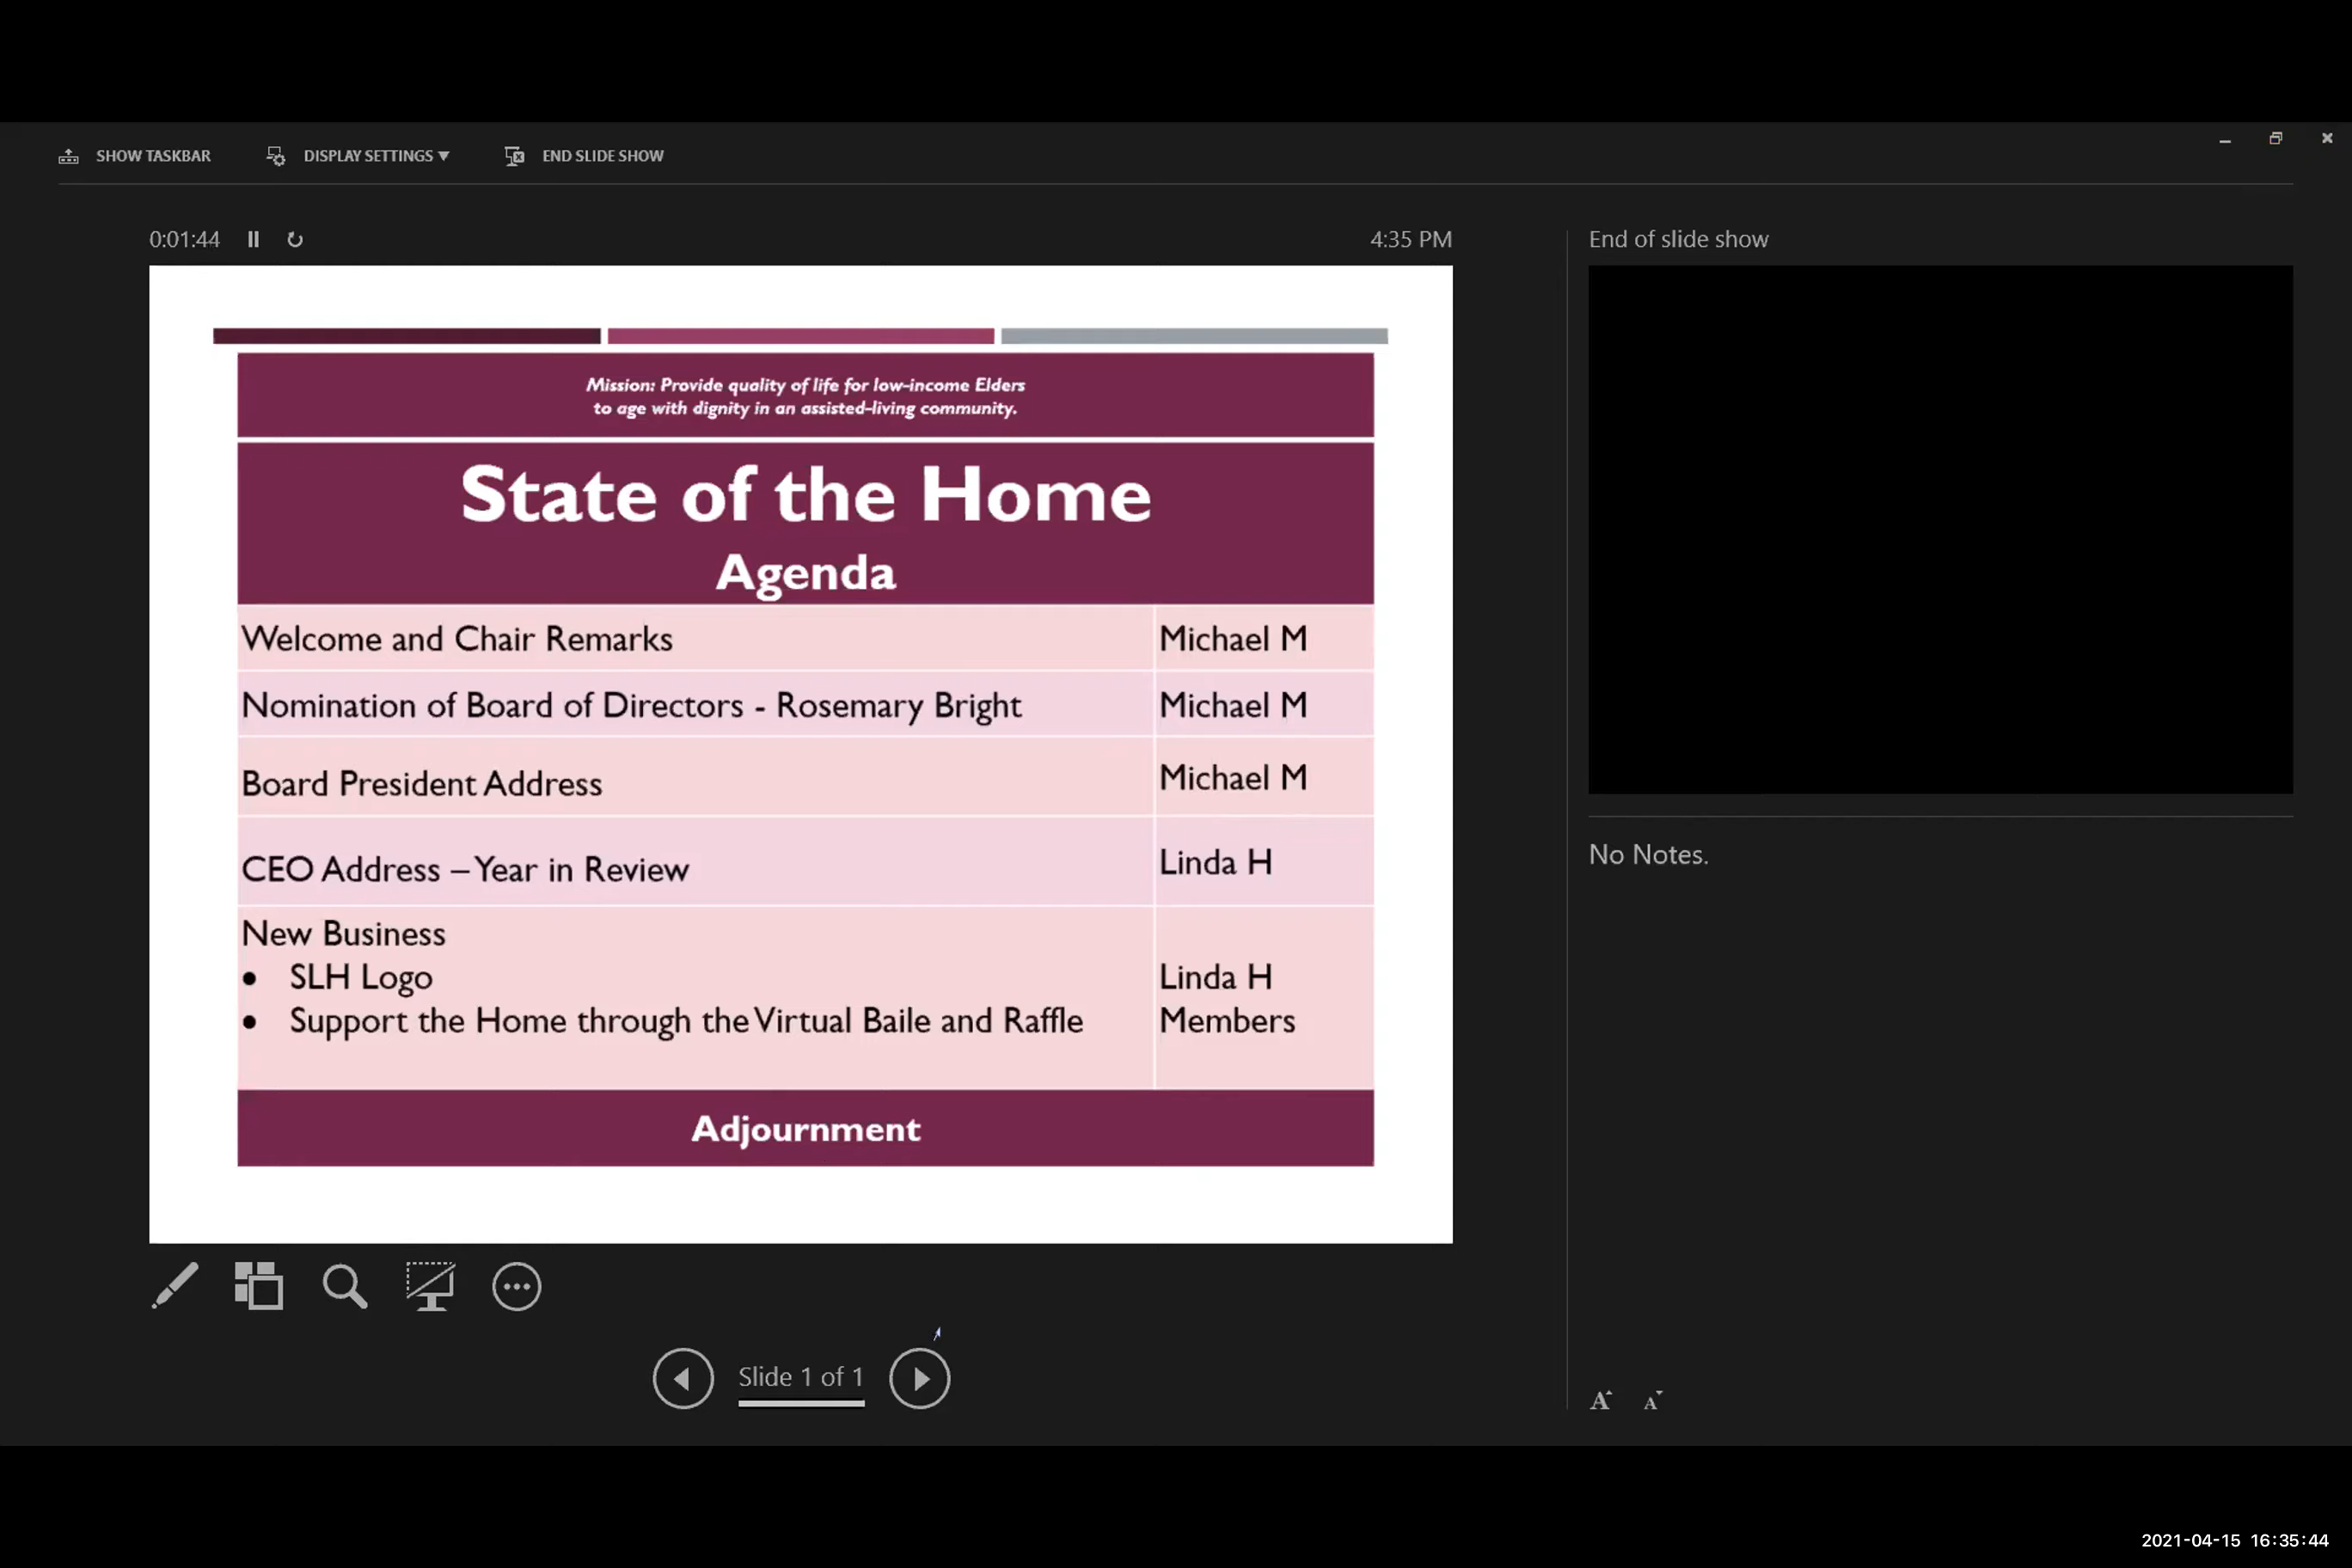 SHOW TASKBAR DISPLAY SETTINGS ▼ END SLIDE SHOW
0:01:44 4:35 PM
Mission: Provide quality of life for low-income Elders
to age with dignity in an assisted-living community.
State of the Home
Agenda
Welcome and Chair Remarks Michael M
Nomination of Board of Directors - Rosemary Bright Michael M
Board President Address Michael M
CEO Address – Year in Review Linda H
New Business
• SLH Logo Linda H
• Support the Home through the Virtual Baile and Raffle Members
Adjournment
Slide 1 of 1
End of slide show
No Notes.
A A
2021-04-15 16:35:44